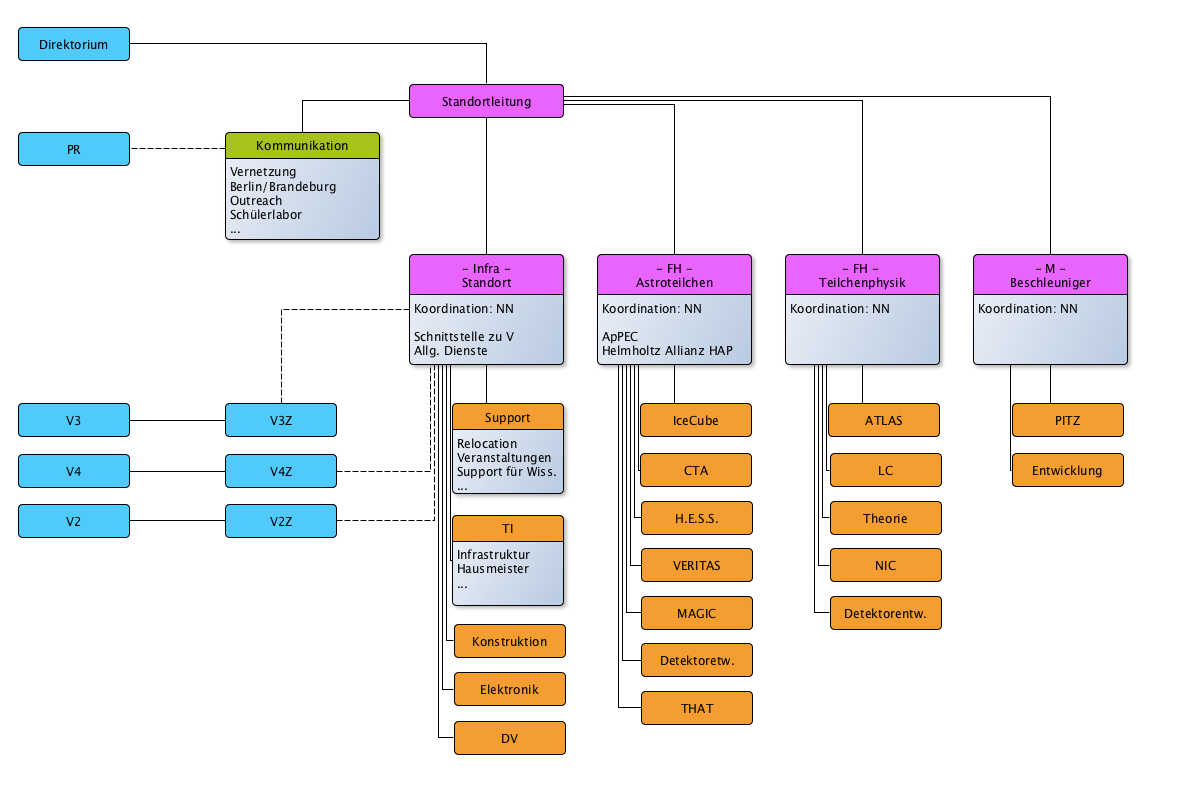 Direktorium
Standortleitung
PR
Kommunikation
Vernetzung
Berlin/Brandeburg
Outreach
Schülerlabor
...
– Infra –
Standort
Koordination: NN
Schnittstelle zu V
Allg. Dienste
– FH –
Astroteilchen
Koordination: NN
ApPEC
Helmholtz Allianz HAP
– FH –
Teilchenphysik
Koordination: NN
– M –
Beschleuniger
Koordination: NN
V3
V3Z
V4
V4Z
V2
V2Z
Support
Relocation
Veranstaltungen
Support für Wiss.
...
TI
Infrastruktur
Hausmeister
...
Konstruktion
Elektronik
DV
IceCube
CTA
H.E.S.S.
VERITAS
MAGIC
Detektoretw.
THAT
ATLAS
LC
Theorie
NIC
Detektorentw.
PITZ
Entwicklung